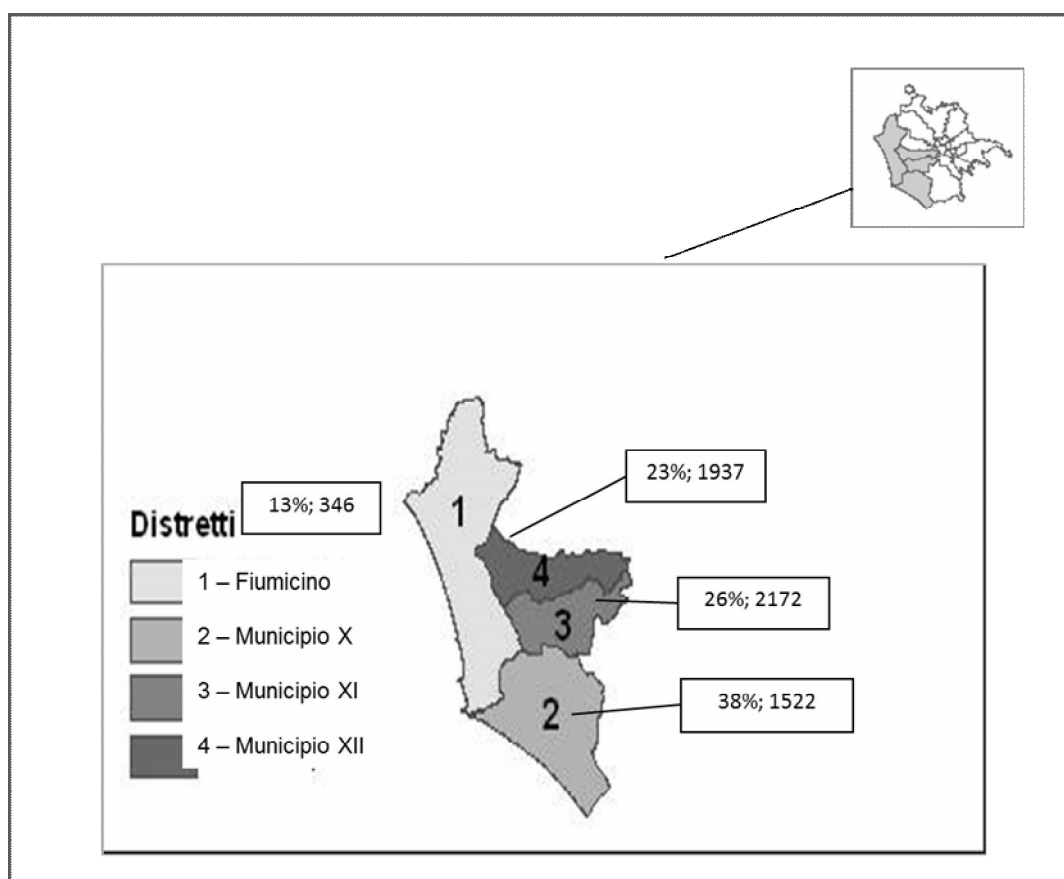 23%; 1937
13%; 346
Distretti
1
1 – Fiumicino
4
26%; 2172
2 – Municipio X
3
3 – Municipio XI
38%; 1522
2
4 – Municipio XII